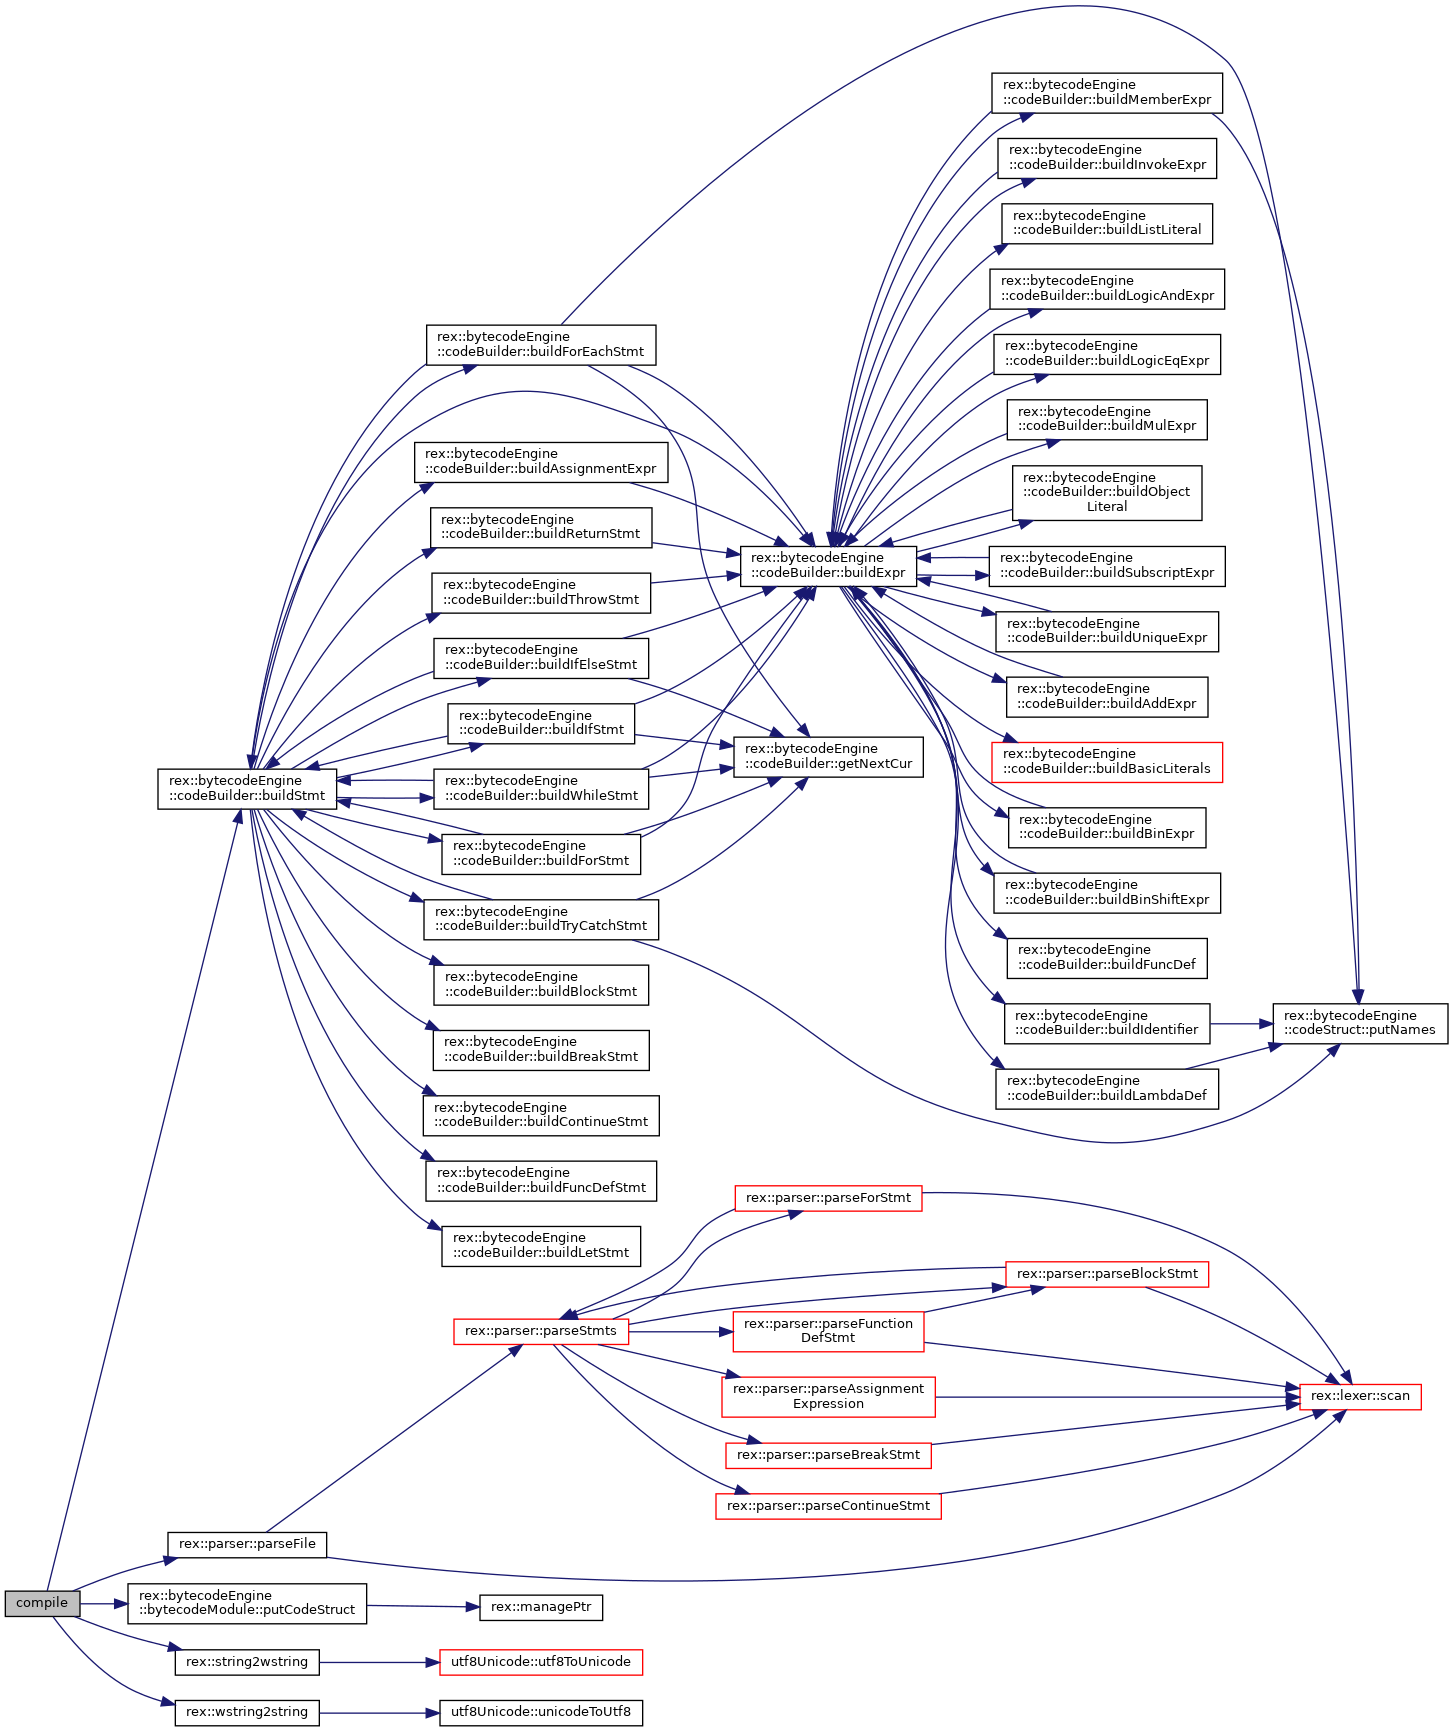 rex::bytecodeEngine
::codeBuilder::buildMemberExpr
rex::bytecodeEngine
::codeBuilder::buildInvokeExpr
rex::bytecodeEngine
::codeBuilder::buildListLiteral
rex::bytecodeEngine
::codeBuilder::buildLogicAndExpr
rex::bytecodeEngine
::codeBuilder::buildForEachStmt
rex::bytecodeEngine
::codeBuilder::buildLogicEqExpr
rex::bytecodeEngine
::codeBuilder::buildMulExpr
rex::bytecodeEngine
::codeBuilder::buildAssignmentExpr
rex::bytecodeEngine
::codeBuilder::buildObject
Literal
rex::bytecodeEngine
::codeBuilder::buildReturnStmt
rex::bytecodeEngine
::codeBuilder::buildExpr
rex::bytecodeEngine
::codeBuilder::buildSubscriptExpr
rex::bytecodeEngine
::codeBuilder::buildThrowStmt
rex::bytecodeEngine
::codeBuilder::buildUniqueExpr
rex::bytecodeEngine
::codeBuilder::buildIfElseStmt
rex::bytecodeEngine
::codeBuilder::buildAddExpr
rex::bytecodeEngine
::codeBuilder::buildIfStmt
rex::bytecodeEngine
::codeBuilder::getNextCur
rex::bytecodeEngine
::codeBuilder::buildBasicLiterals
rex::bytecodeEngine
::codeBuilder::buildStmt
rex::bytecodeEngine
::codeBuilder::buildWhileStmt
rex::bytecodeEngine
::codeBuilder::buildBinExpr
rex::bytecodeEngine
::codeBuilder::buildForStmt
rex::bytecodeEngine
::codeBuilder::buildBinShiftExpr
rex::bytecodeEngine
::codeBuilder::buildTryCatchStmt
rex::bytecodeEngine
::codeBuilder::buildFuncDef
rex::bytecodeEngine
::codeBuilder::buildBlockStmt
rex::bytecodeEngine
::codeBuilder::buildIdentifier
rex::bytecodeEngine
::codeStruct::putNames
rex::bytecodeEngine
::codeBuilder::buildBreakStmt
rex::bytecodeEngine
::codeBuilder::buildLambdaDef
rex::bytecodeEngine
::codeBuilder::buildContinueStmt
rex::bytecodeEngine
::codeBuilder::buildFuncDefStmt
rex::parser::parseForStmt
rex::bytecodeEngine
::codeBuilder::buildLetStmt
rex::parser::parseBlockStmt
rex::parser::parseStmts
rex::parser::parseFunction
DefStmt
rex::parser::parseAssignment
Expression
rex::lexer::scan
rex::parser::parseBreakStmt
rex::parser::parseContinueStmt
rex::parser::parseFile
compile
rex::bytecodeEngine
::bytecodeModule::putCodeStruct
rex::managePtr
rex::string2wstring
utf8Unicode::utf8ToUnicode
rex::wstring2string
utf8Unicode::unicodeToUtf8